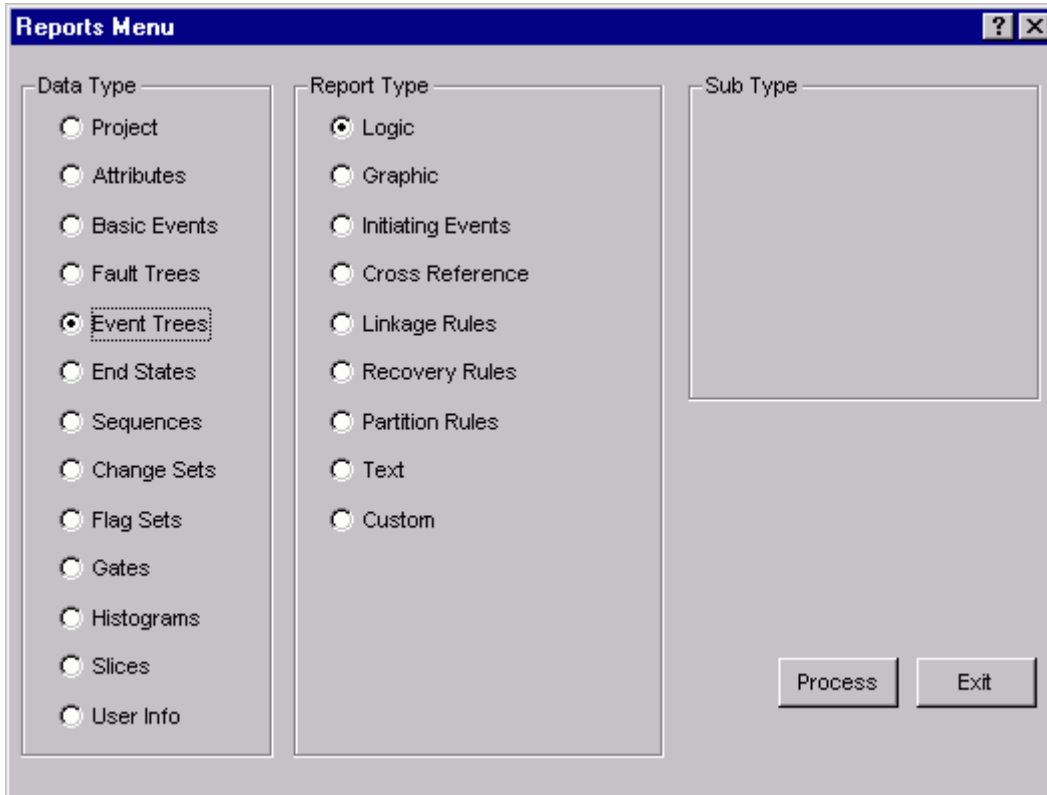 Reports Menu
Data Type
Project
Attributes
Basic Events
Fault Trees
Event Trees
End States
Sequences
Change Sets
Flag Sets
Gates
Histograms
Slices
User Info
Report Type
Logic
Graphic
Initiating Events
Cross Reference
Linkage Rules
Recovery Rules
Partition Rules
Text
Custom
Sub Type
Process
Exit